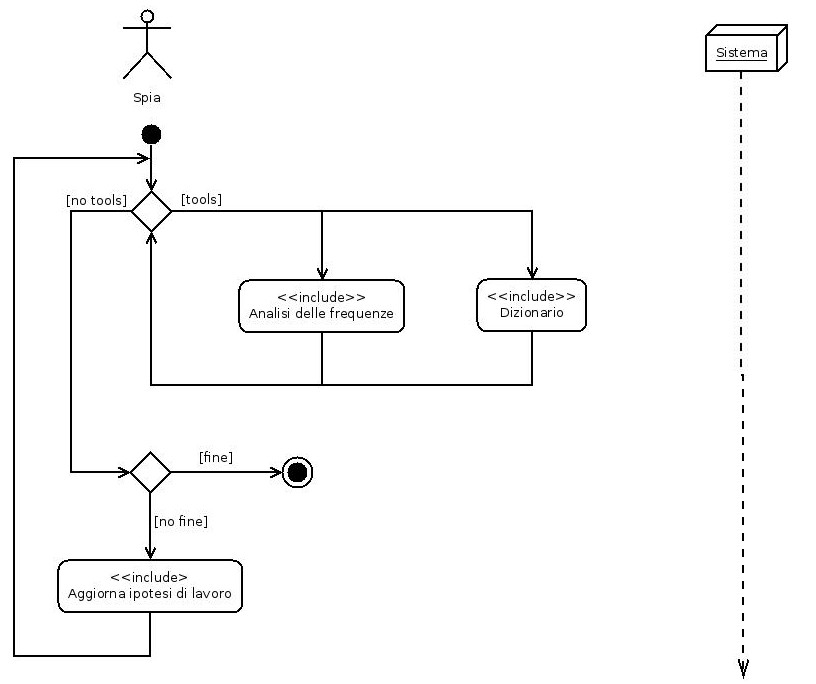 Sistema
Spia
[no tools]
[tools]
<<include>>
Analisi delle frequenze
<<include>>
Dizionario
[fine]
[no fine]
<<include>
Aggiorna ipotesi di lavoro